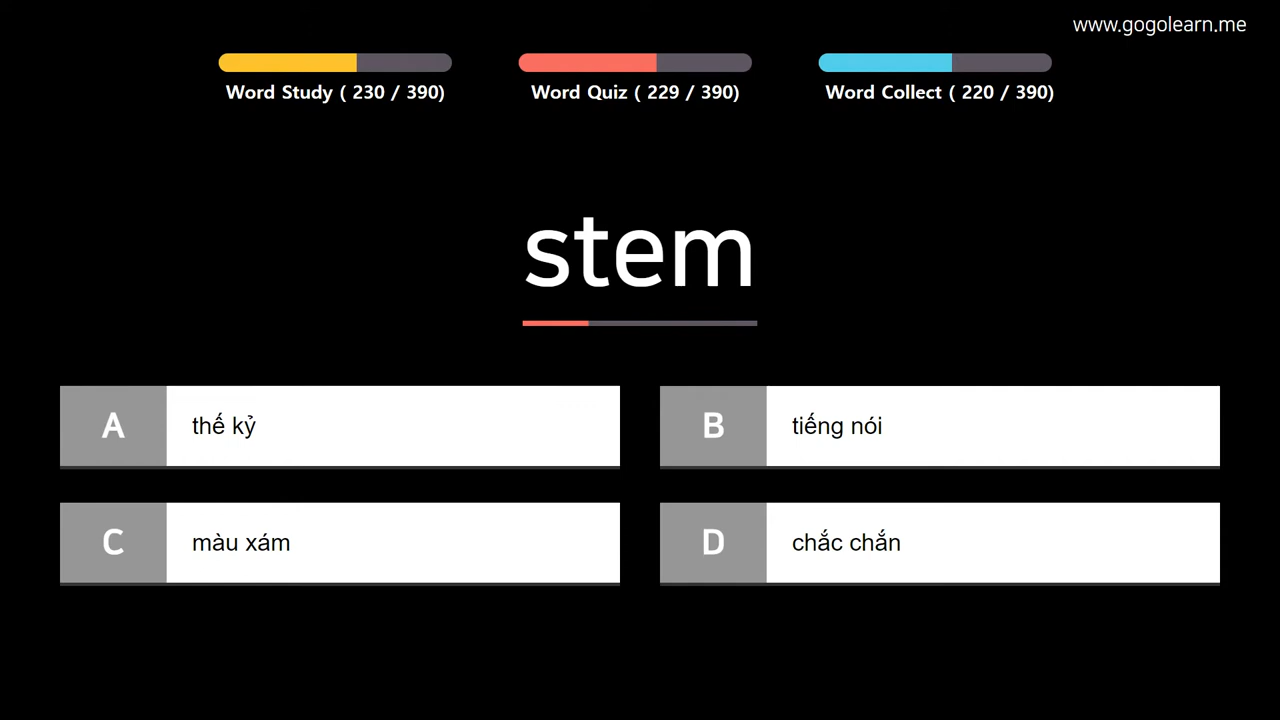 www.gogolearn.me
Word Study ( 230 / 390)
Word Quiz ( 229 / 390)
Word Collect ( 220 / 390)
stem
A thế kỷ
B tiếng nói
C màu xám
D chắc chắn